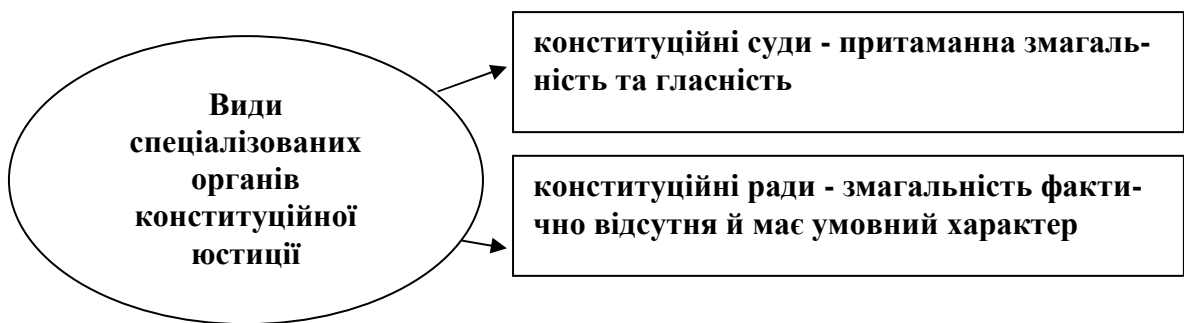 Види
спеціалізованих
органів
конституційної
юстиції
конституційні суди - притаманна змагаль-
ність та гласність
конституційні ради - змагальність факти-
чно відсутня й має умовний характер